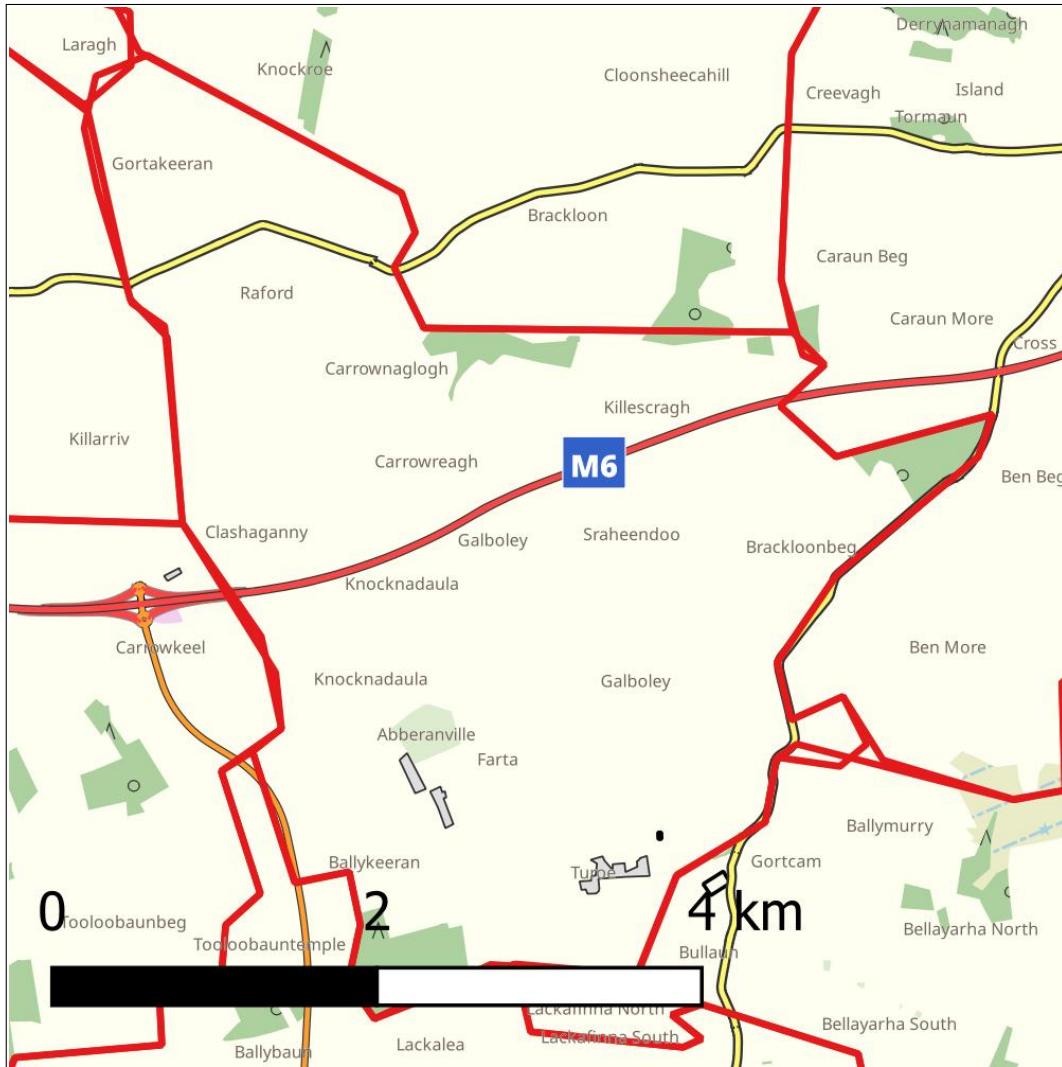 Laragh
Derrynamanagh
Knockroe
Cloonsheecahill
Creevagh
Island
Tormaun
Gortakeeran
Brackloon
Caraun Beg
Raford
Caraun More
Cross
Carrownaglogh
Killescragh
Killarriv
Carrowreagh
M6
Ben Beg
Clashaganny
Galboley
Sraheendoo
Brackloonbeg
Knocknadaula
Carrowkeel
Ben More
Knocknadaula
Galboley
Abberanville
Farta
Ballymurry
Ballykeeran
Turoe
Gortcam
0
2
4 km
Tooloobaunbeg
Tooloobauntemple
Bellayarha North
Bullaun
Lackafinna North
Bellayarha South
Lackafinna South
Ballybaun
Lackalea